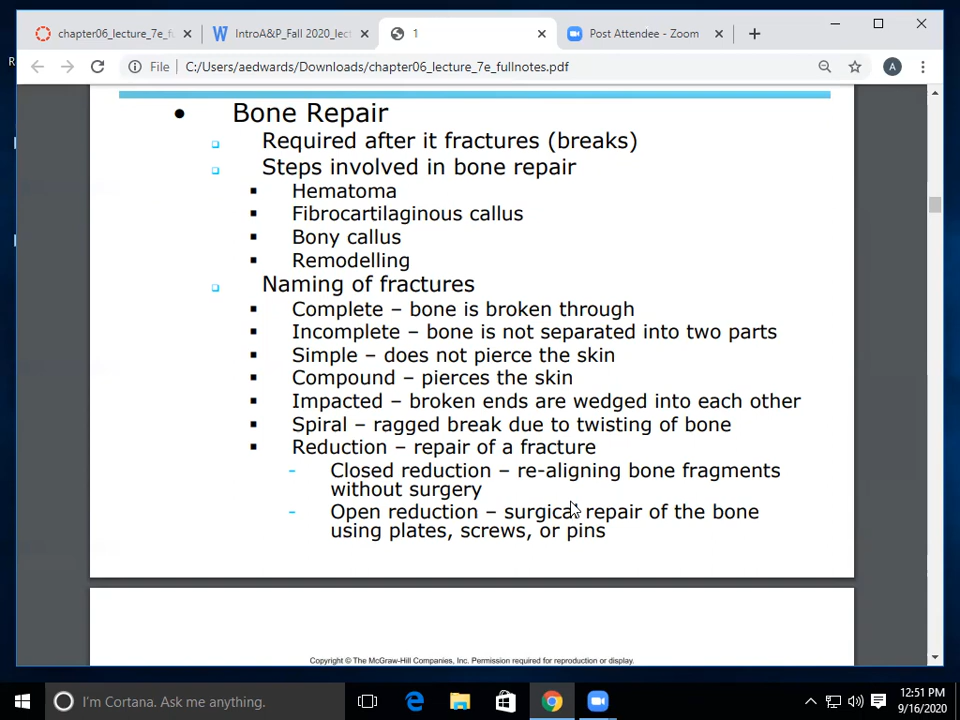 chapter06_lecture_7e_fu
IntroA&P_Fall 2020_lect
1
Post Attendee - Zoom
File
C:/Users/aedwards/Downloads/chapter06_lecture_7e_fullnotes.pdf
A
R
Bone Repair
Required after it fractures (breaks)
Steps involved in bone repair
Hematoma
Fibrocartilaginous callus
Bony callus
Remodelling
Naming of fractures
Complete – bone is broken through
Incomplete – bone is not separated into two parts
Simple – does not pierce the skin
Compound – pierces the skin
Impacted – broken ends are wedged into each other
Spiral – ragged break due to twisting of bone
Reduction – repair of a fracture
- Closed reduction – re-aligning bone fragments
without surgery
- Open reduction – surgical repair of the bone
using plates, screws, or pins
Copyright © The McGraw-Hill Companies, Inc. Permission required for reproduction or display.
I'm Cortana. Ask me anything.
12:51 PM
9/16/2020